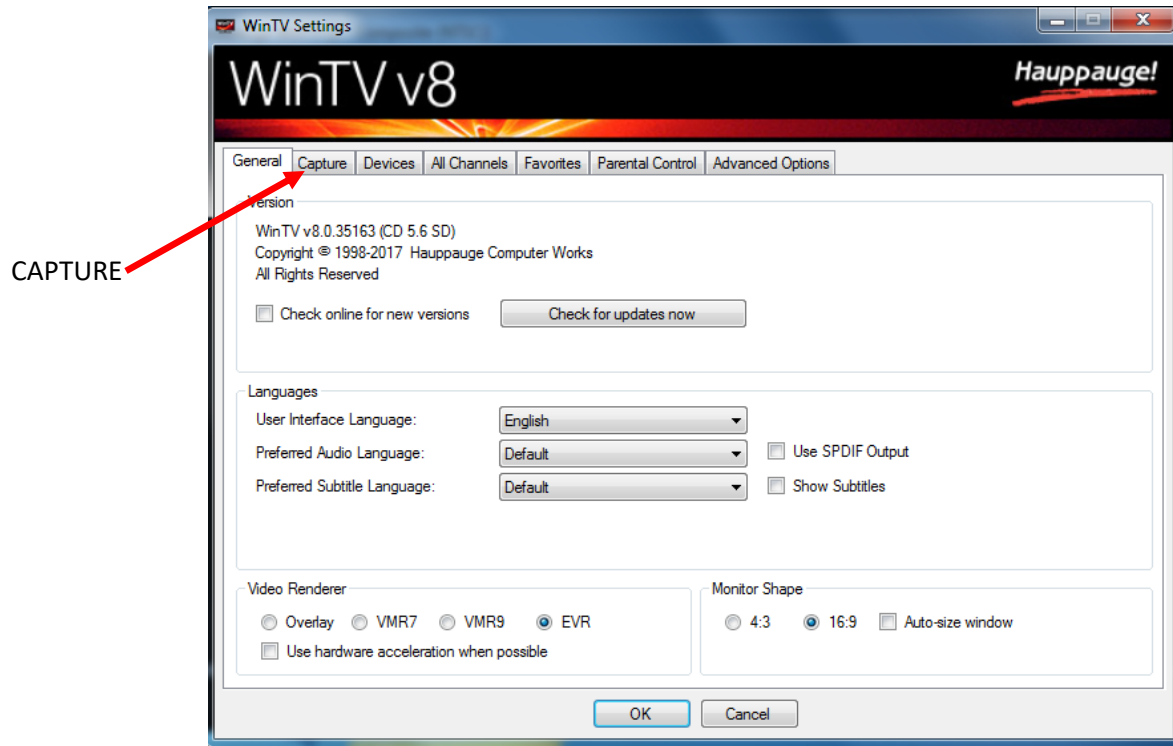 WinTV Settings
WinTV v8
Hauppauge!
General Capture Devices All Channels Favorites Parental Control Advanced Options
CAPTURE
Version
WinTV v8.0.35163 (CD 5.6 SD)
Copyright © 1998-2017 Hauppauge Computer Works
All Rights Reserved
Check online for new versions Check for updates now
Languages
User Interface Language: English
Preferred Audio Language: Default Use SPDIF Output
Preferred Subtitle Language: Default Show Subtitles
Video Renderer Monitor Shape
Overlay VMR7 VMR9 EVR 4:3 16:9 Auto-size window
Use hardware acceleration when possible
OK Cancel